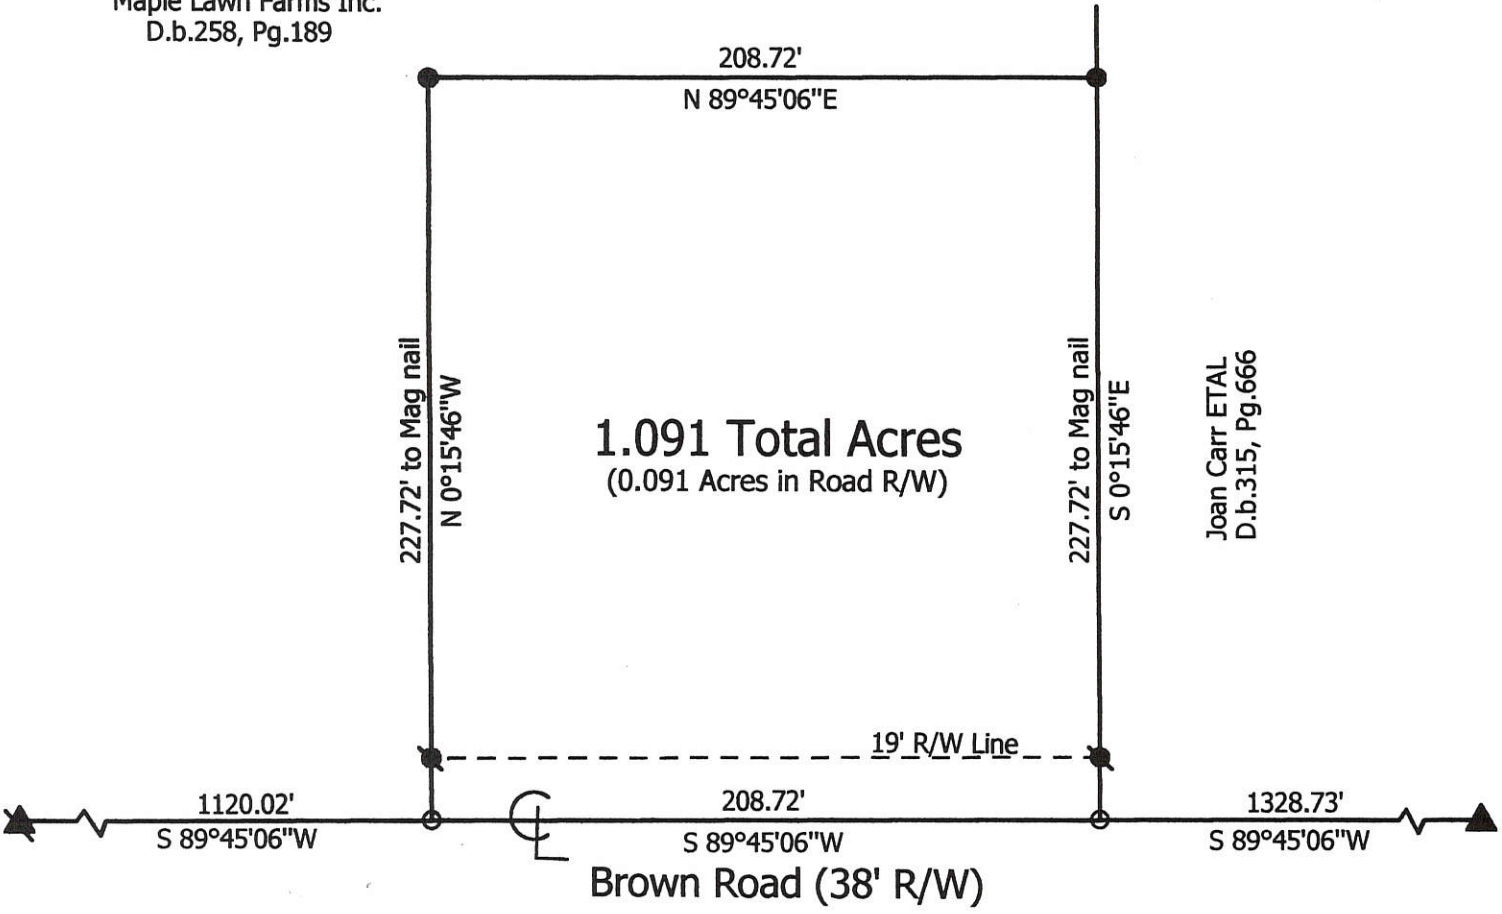 Maple Lawn Farms Inc.
D.b.258, Pg.189
208.72'
N 89°45'06"E
227.72' to Mag nail
N 0°15'46"W
1.091 Total Acres
(0.091 Acres in Road R/W)
227.72' to Mag nail
S 0°15'46"E
Joan Carr ETAL
D.b.315, Pg.666
19' R/W Line
1120.02'
S 89°45'06"W
208.72'
S 89°45'06"W
1328.73'
S 89°45'06"W
Brown Road (38' R/W)